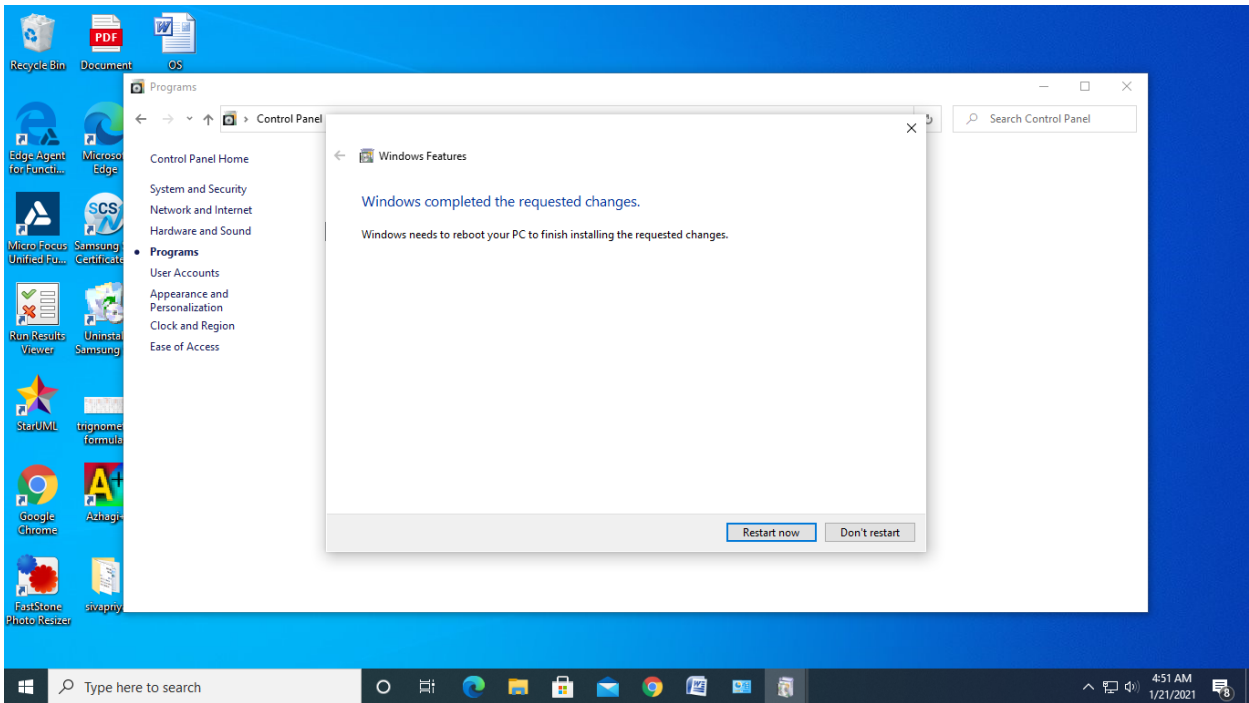 PDF
Recycle Bin
Document
OS
Programs
Control Panel
Search Control Panel
Edge Agent
for Functi...
Microsof
Edge
Control Panel Home
Windows Features
System and Security
Windows completed the requested changes.
SCS
Network and Internet
Hardware and Sound
Windows needs to reboot your PC to finish installing the requested changes.
Micro Focus
Unified Fu...
Samsung
Certificate
Programs
User Accounts
Appearance and
Personalization
Clock and Region
Run Results
Viewer
Uninstal
Samsung
Ease of Access
StarUML
trignome
formula
A+
Google
Chrome
Azhagi
Restart now
Don't restart
FastStone
Photo Resizer
sivapriy
Type here to search
4:51 AM
1/21/2021
8